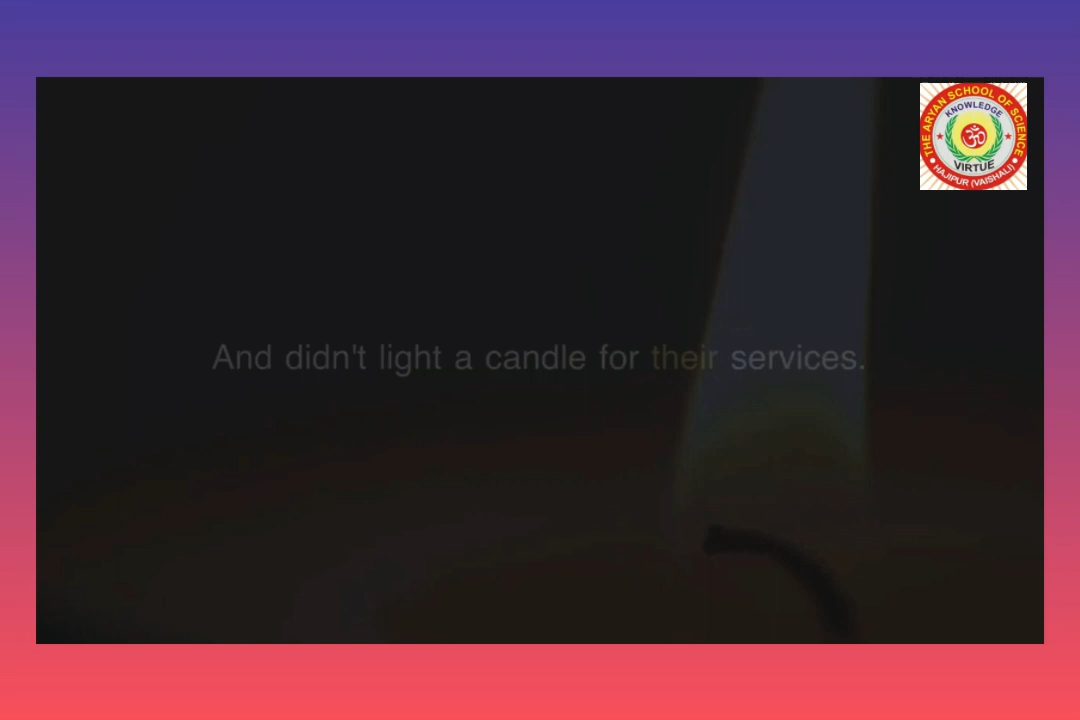 THE ARYAN SCHOOL OF SCIENCE
KNOWLEDGE
ॐ
VIRTUE
HAJIPUR (VAISHALI)
And didn't light a candle for their services.